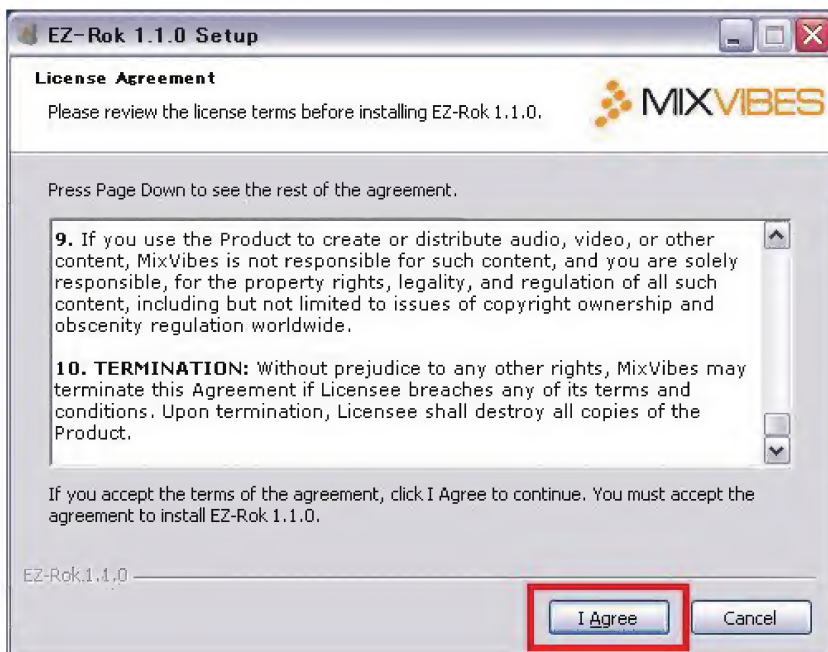 EZ-Rok 1.1.0 Setup
License Agreement
Please review the license terms before installing EZ-Rok 1.1.0.
MIXVIBES
Press Page Down to see the rest of the agreement.
9. If you use the Product to create or distribute audio, video, or other
content, MixVibes is not responsible for such content, and you are solely
responsible, for the property rights, legality, and regulation of all such
content, including but not limited to issues of copyright ownership and
obscenity regulation worldwide.
10. TERMINATION: Without prejudice to any other rights, MixVibes may
terminate this Agreement if Licensee breaches any of its terms and
conditions. Upon termination, Licensee shall destroy all copies of the
Product.
If you accept the terms of the agreement, click I Agree to continue. You must accept the
agreement to install EZ-Rok 1.1.0.
EZ-Rok.1.1.0
I Agree
Cancel